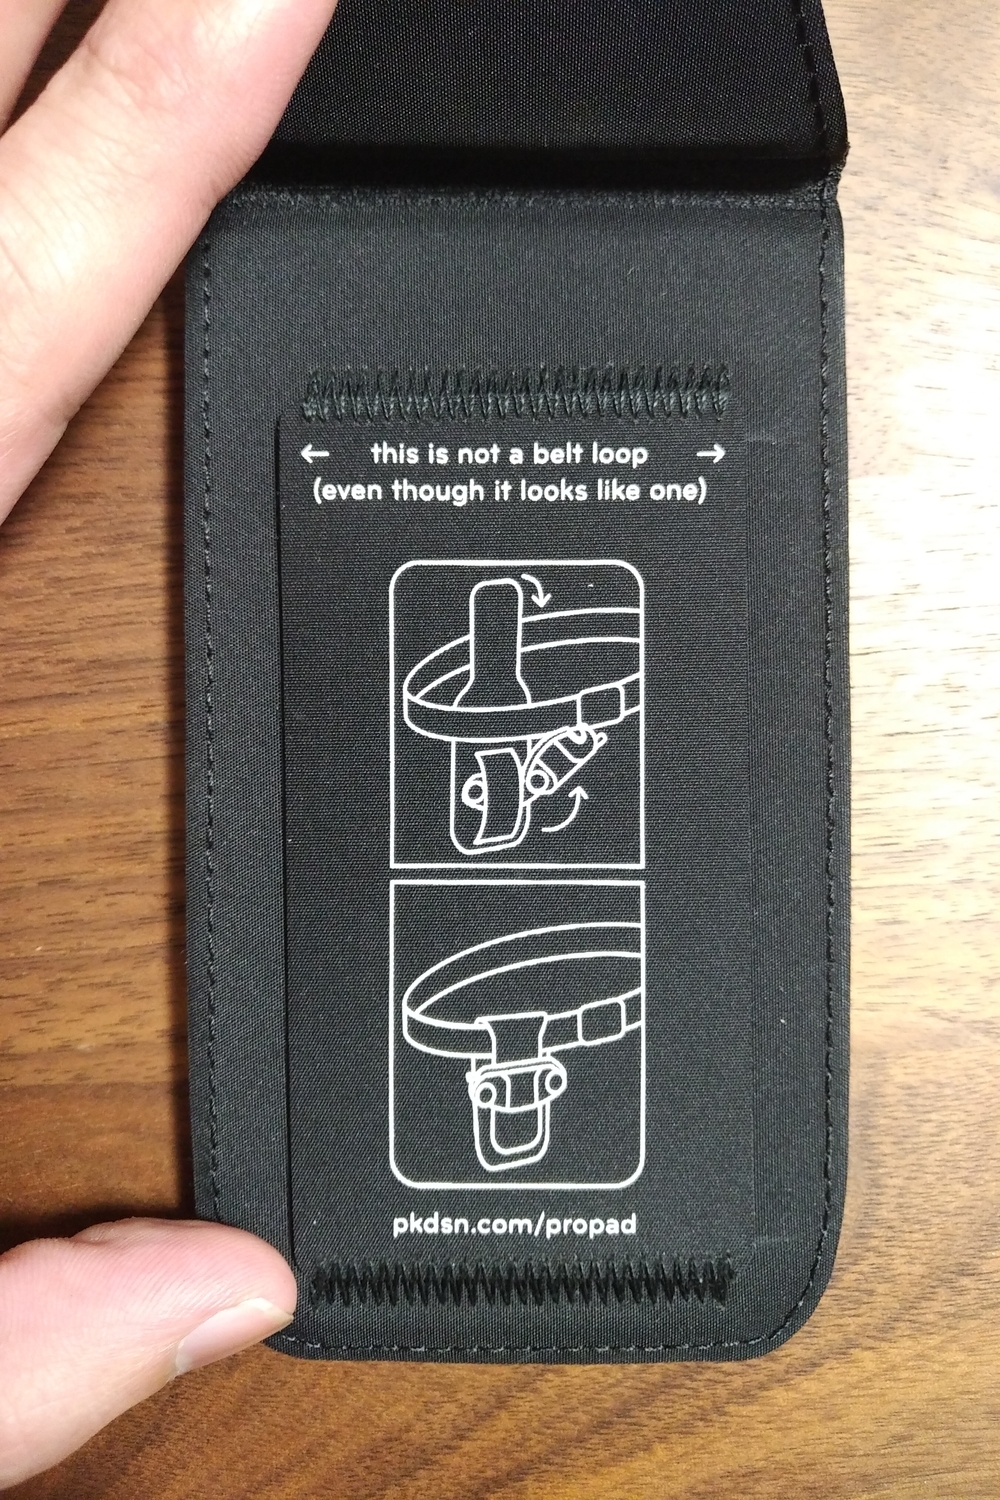 ← this is not a belt loop →
(even though it looks like one)
pkdsn.com/propad